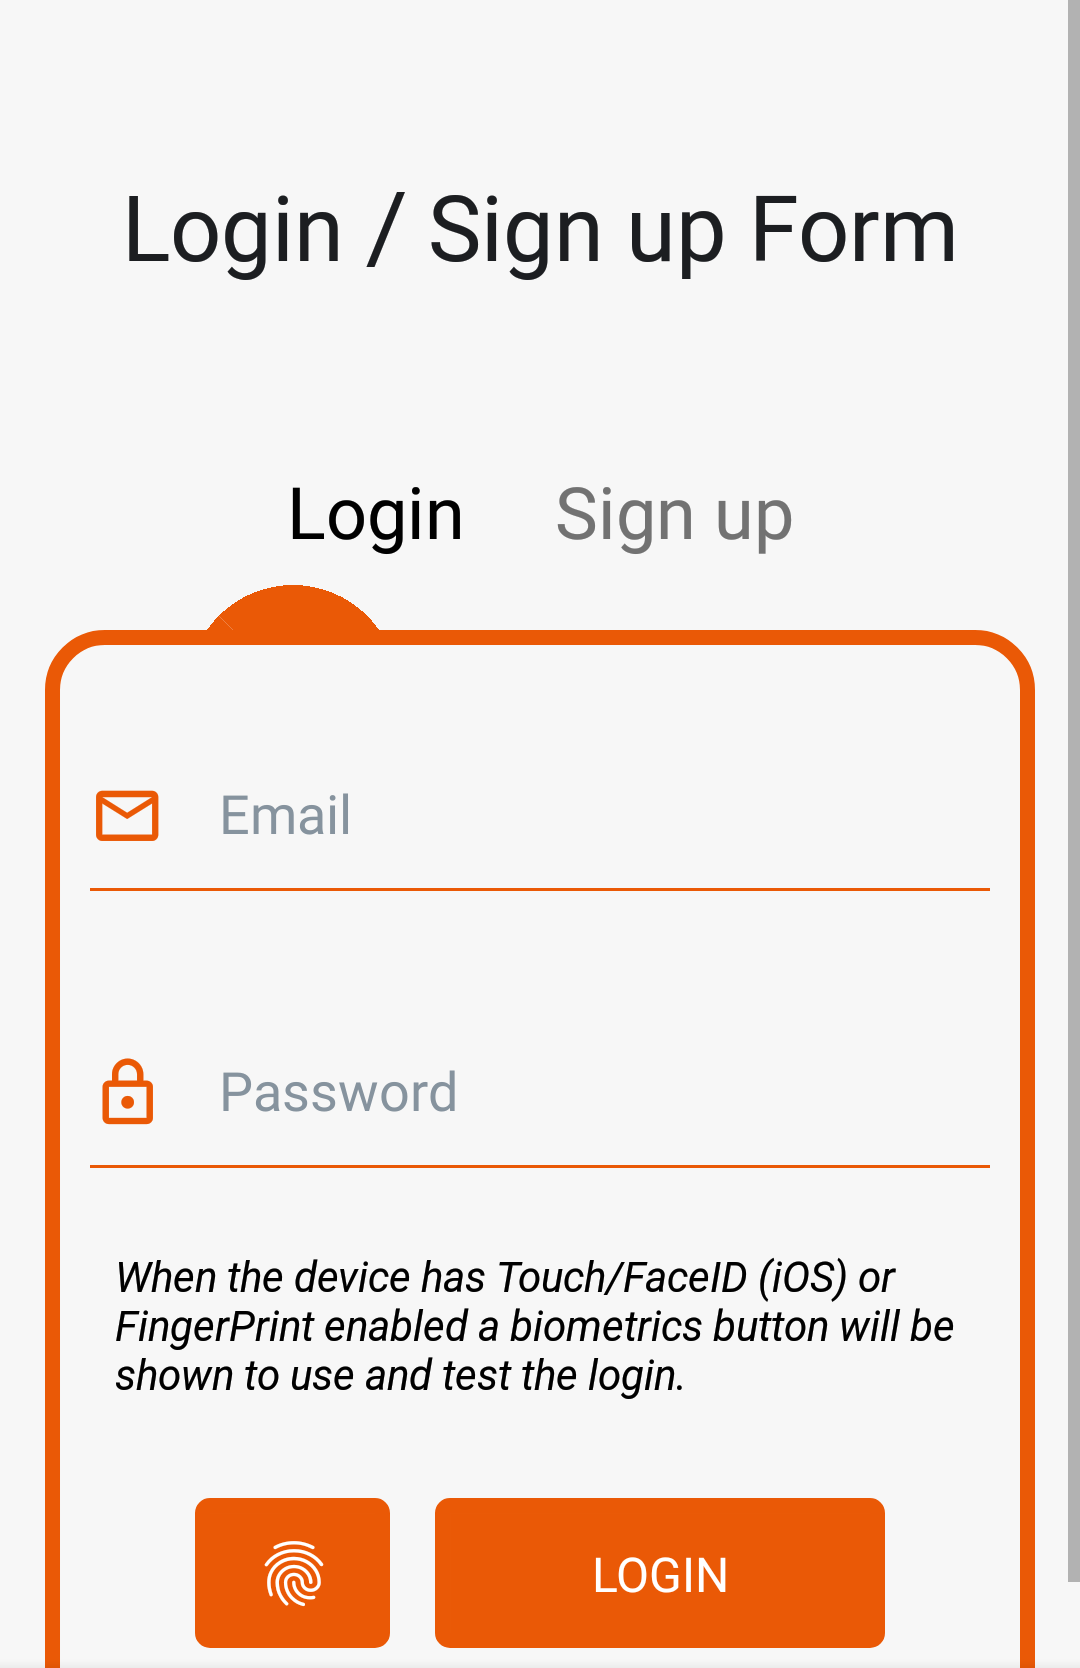 Login / Sign up Form
Login
Sign up
Email
Password
When the device has Touch/FaceID (iOS) or
FingerPrint enabled a biometrics button will be
shown to use and test the login.
LOGIN